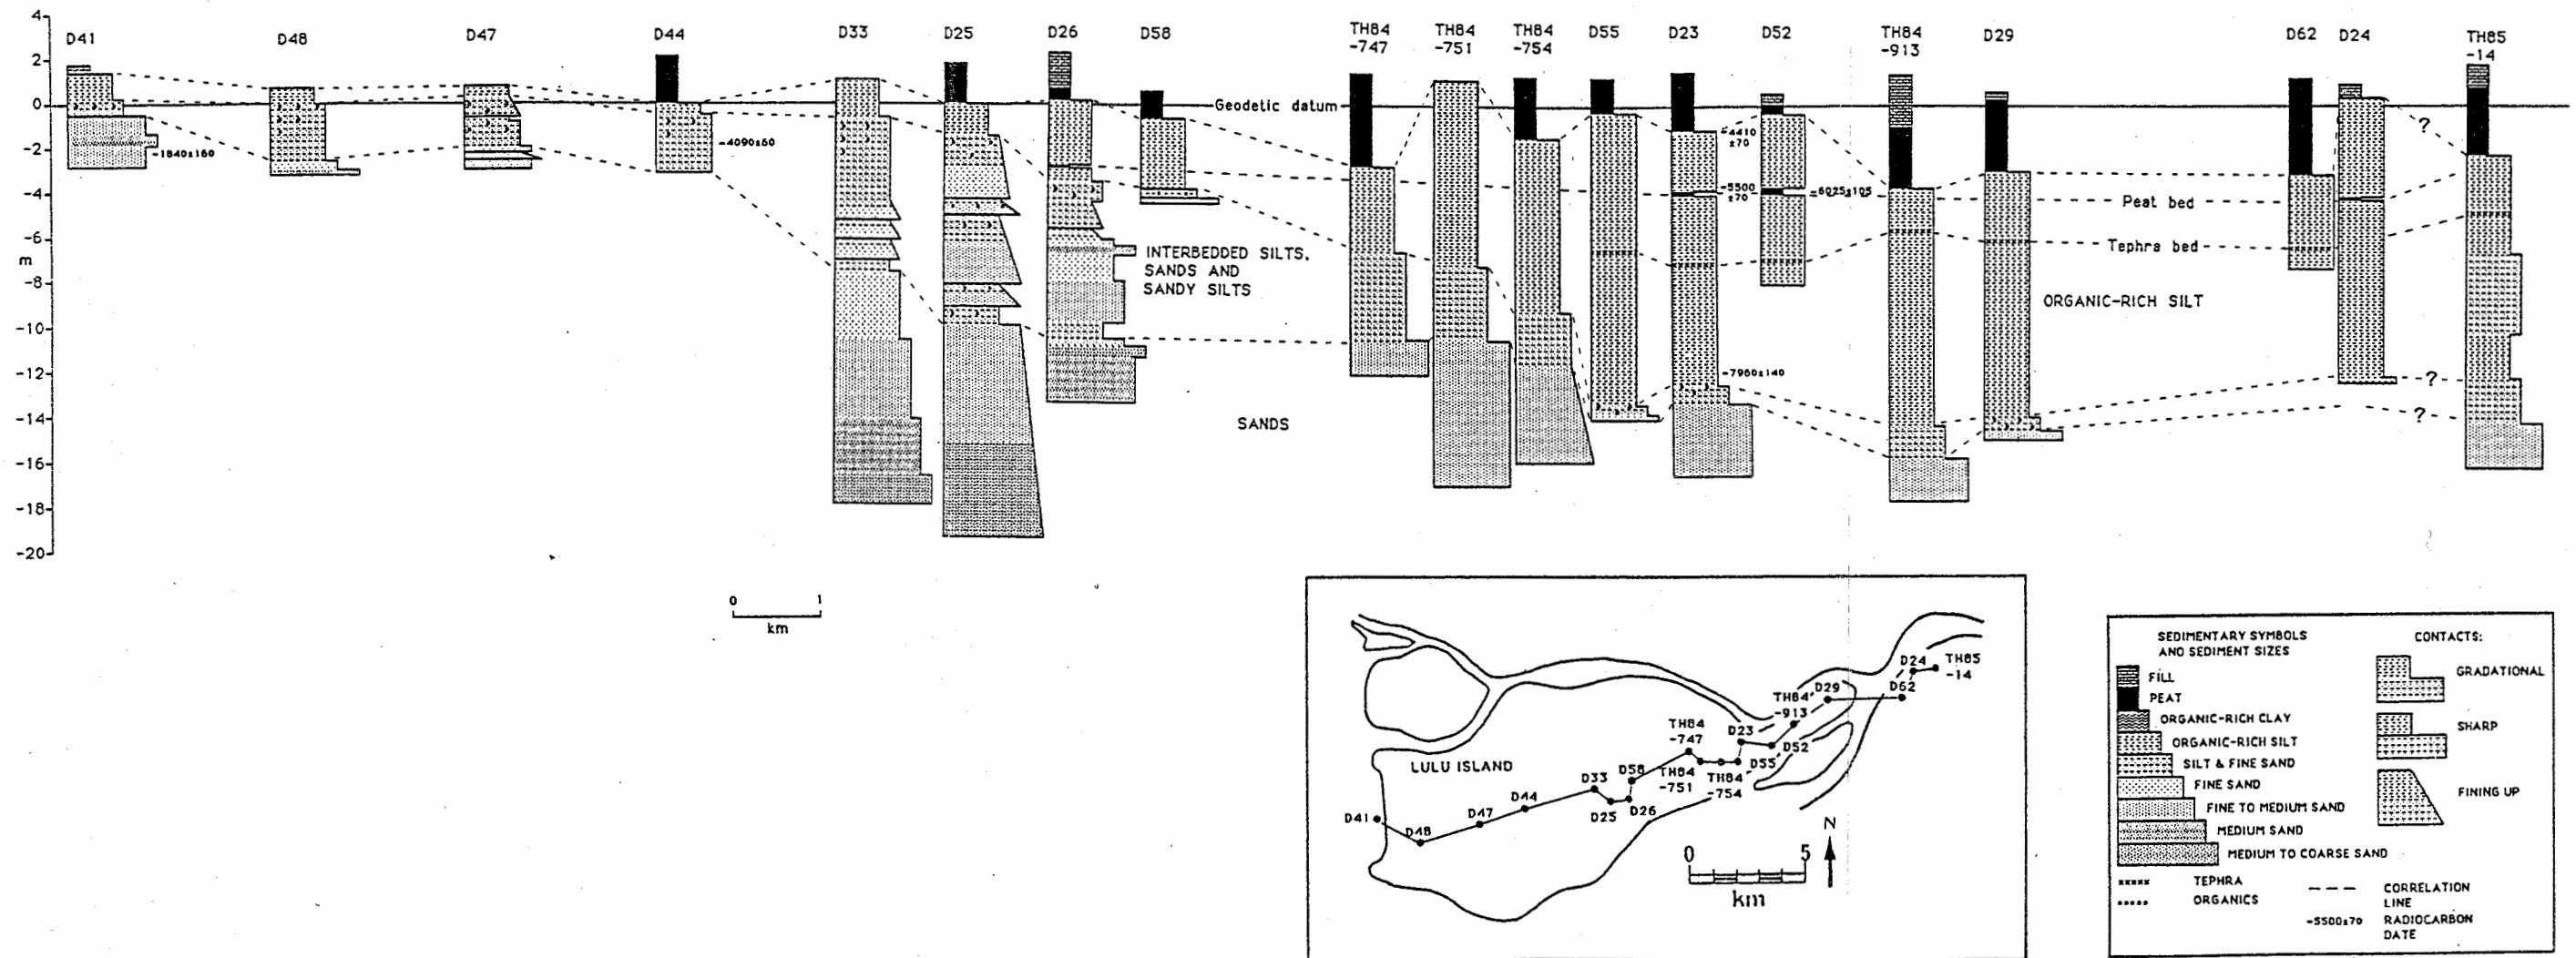 D41
D48
D47
D44
D33
D25
D26
D58
TH84
-747
TH84
-751
TH84
-754
D55
D23
D52
TH84
-913
D29
D62
D24
TH85
-14
4
2
0
-2
-4
-6
m
-8
-10
-12
-14
-16
-18
-20
Geodetic datum
-1840±160
-4090±60
-4410
±70
-5500
±70
-6025±105
-7960±140
Peat bed
Tephra bed
INTERBEDDED SILTS,
SANDS AND
SANDY SILTS
ORGANIC-RICH SILT
SANDS
?
?
?
0 1
km
LULU ISLAND
D41
D48
D47
D44
D33
D25
D26
D58
TH84
-747
TH84
-751
TH84
-754
D55
D23
D52
TH84
-913
D29
D62
D24
TH85
-14
N
0 5
km
SEDIMENTARY SYMBOLS
AND SEDIMENT SIZES
FILL
PEAT
ORGANIC-RICH CLAY
ORGANIC-RICH SILT
SILT & FINE SAND
FINE SAND
FINE TO MEDIUM SAND
MEDIUM SAND
MEDIUM TO COARSE SAND
TEPHRA
ORGANICS
CONTACTS:
GRADATIONAL
SHARP
FINING UP
CORRELATION
LINE
-5500±70 RADIOCARBON
DATE